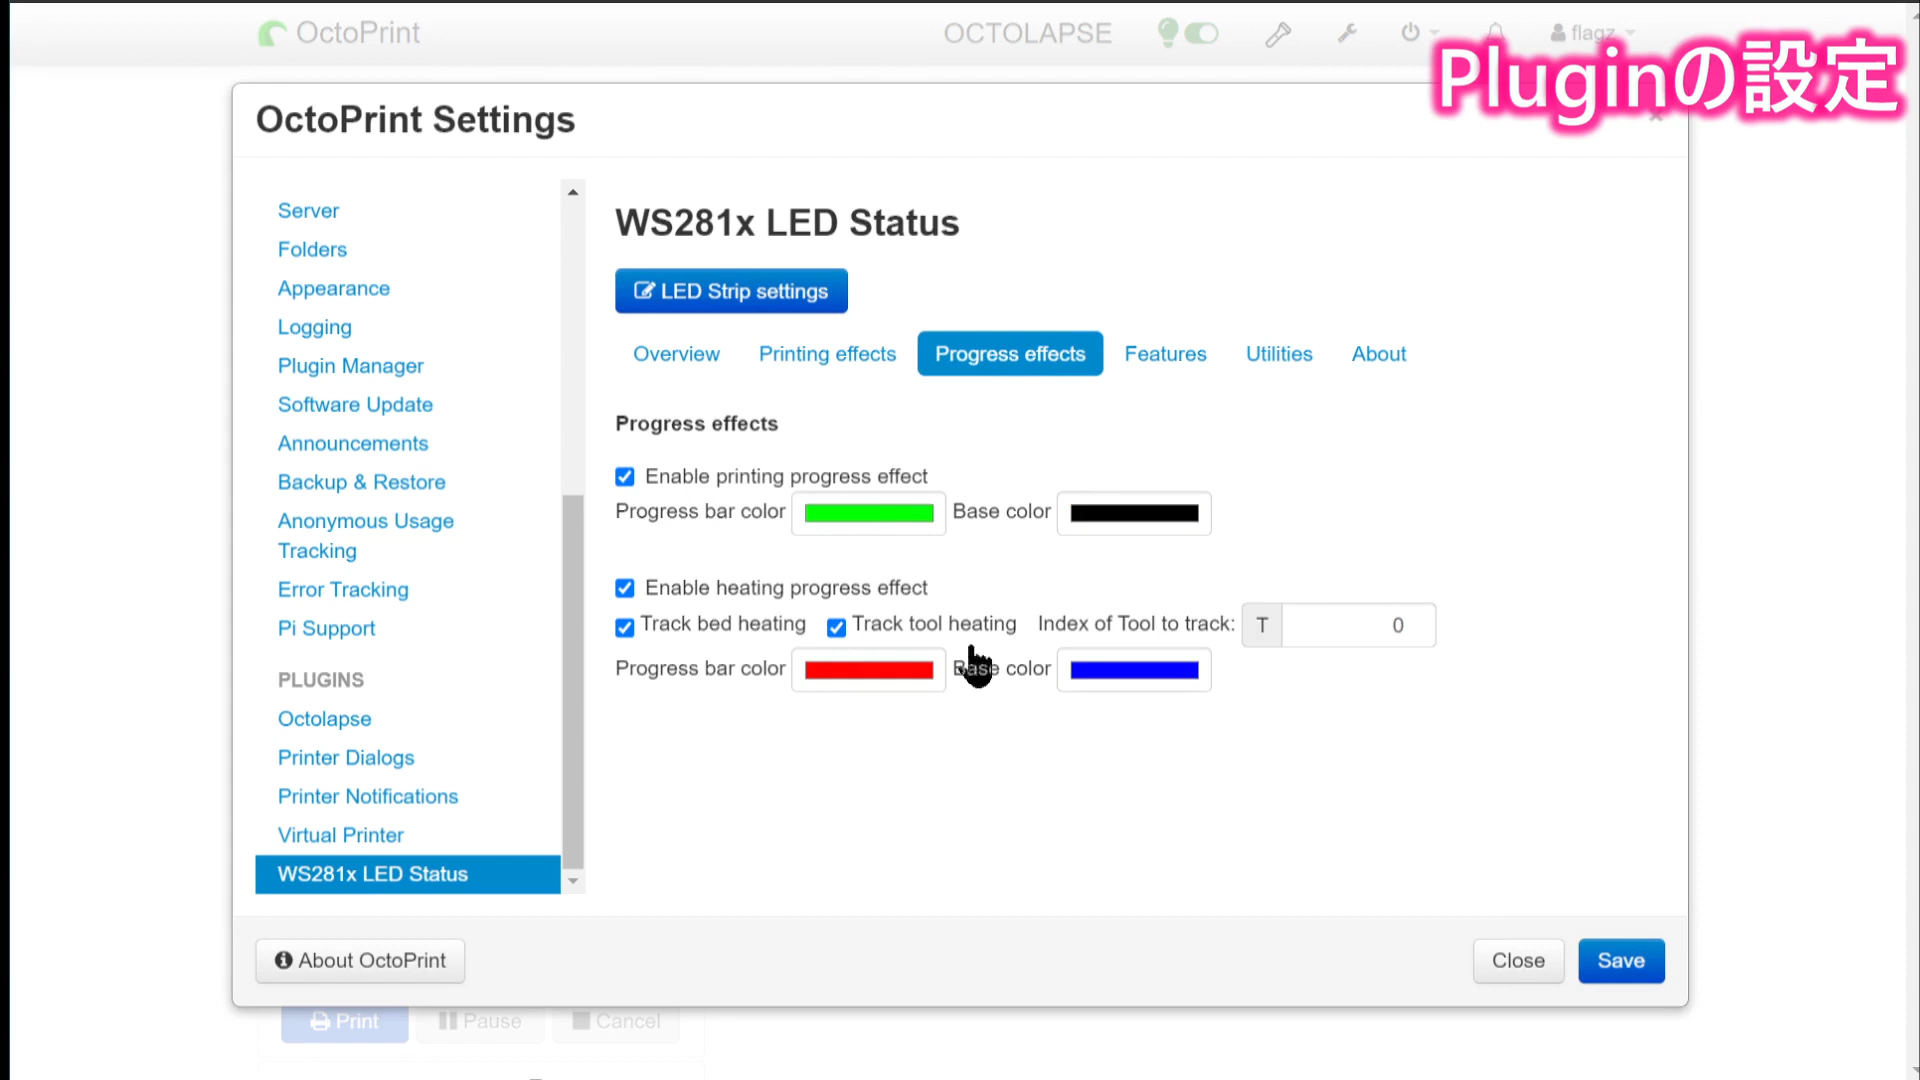 OctoPrint
OCTOLAPSE
flagz
Pluginの設定
OctoPrint Settings
Server
Folders
Appearance
Logging
Plugin Manager
Software Update
Announcements
Backup & Restore
Anonymous Usage
Tracking
Error Tracking
Pi Support
PLUGINS
Octolapse
Printer Dialogs
Printer Notifications
Virtual Printer
WS281x LED Status
WS281x LED Status
LED Strip settings
Overview Printing effects Progress effects Features Utilities About
Progress effects
Enable printing progress effect
Progress bar color Base color
Enable heating progress effect
Track bed heating Track tool heating Index of Tool to track: T 0
Progress bar color Base color
About OctoPrint
Close Save
Print Pause Cancel